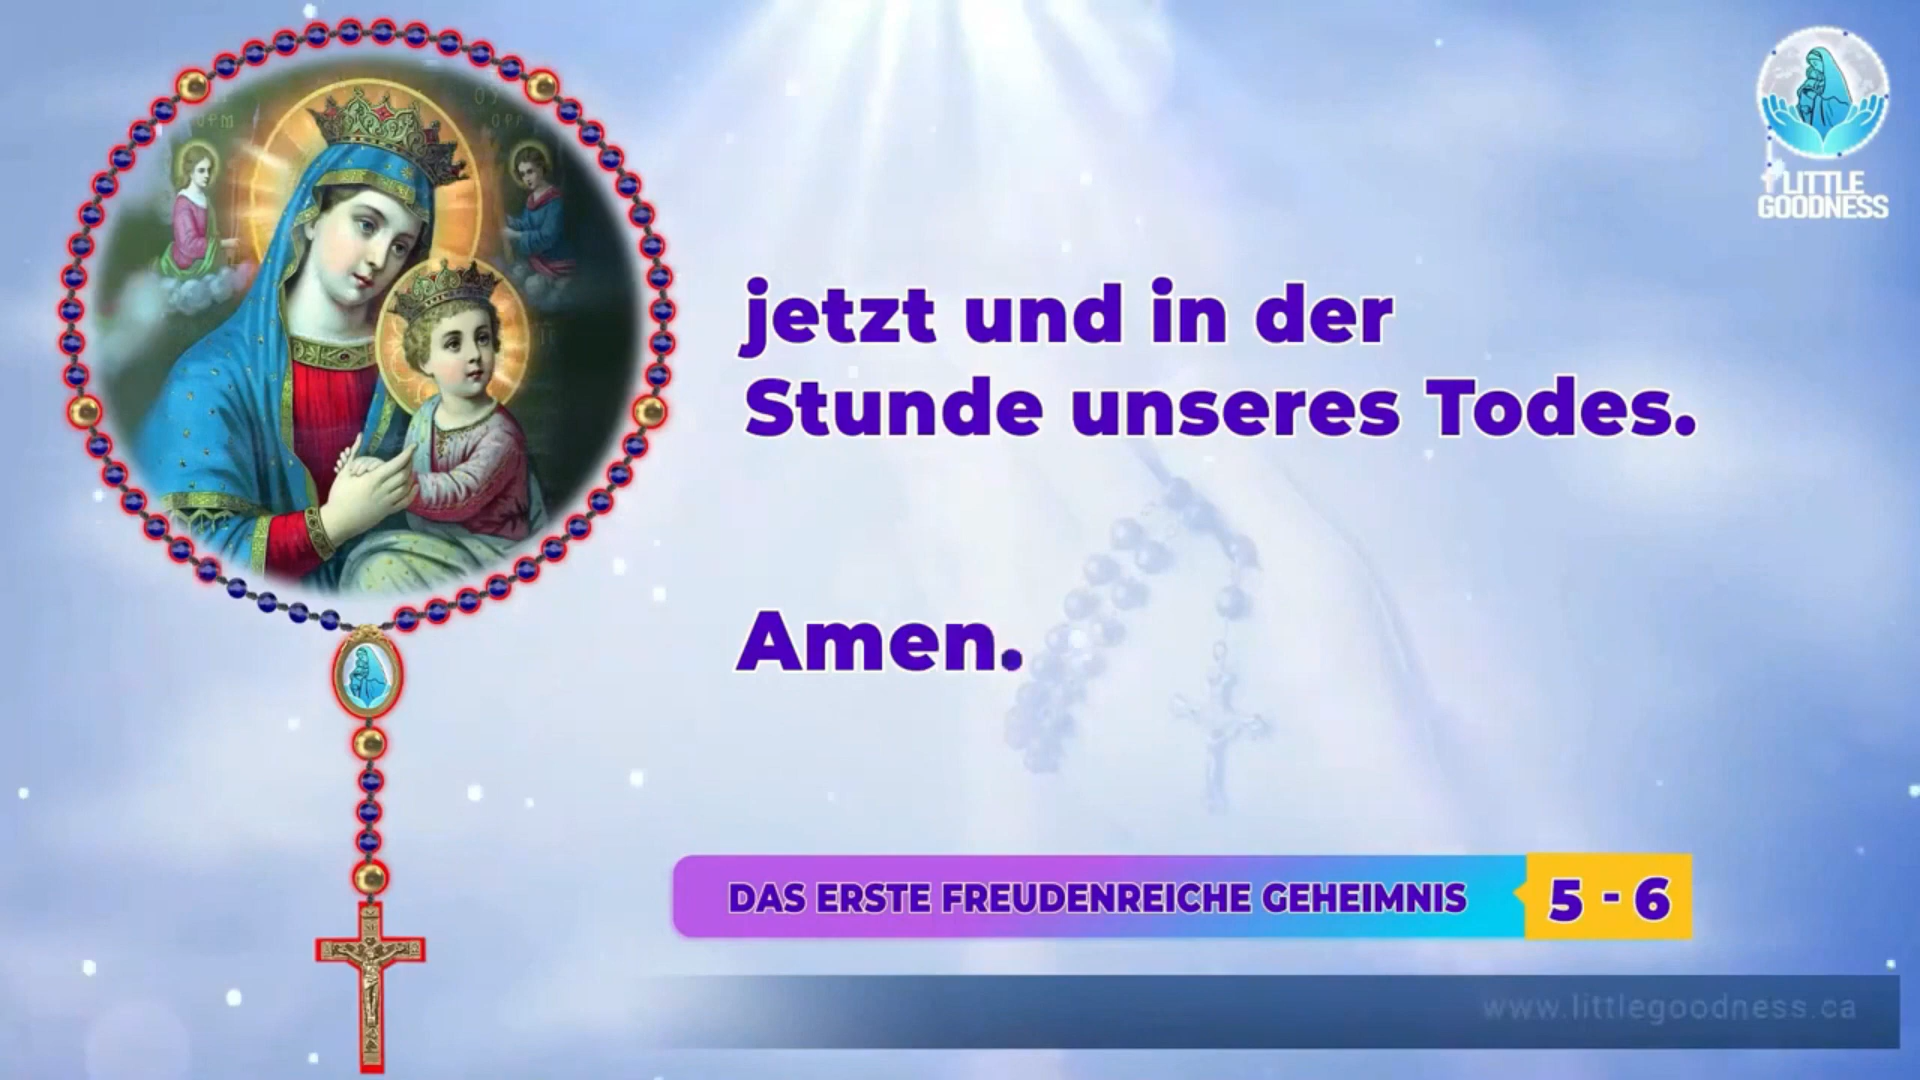 LITTLE
GOODNESS
jetzt und in der
Stunde unseres Todes.
Amen.
DAS ERSTE FREUDENREICHE GEHEIMNIS
5 - 6
www.littlegoodness.ca